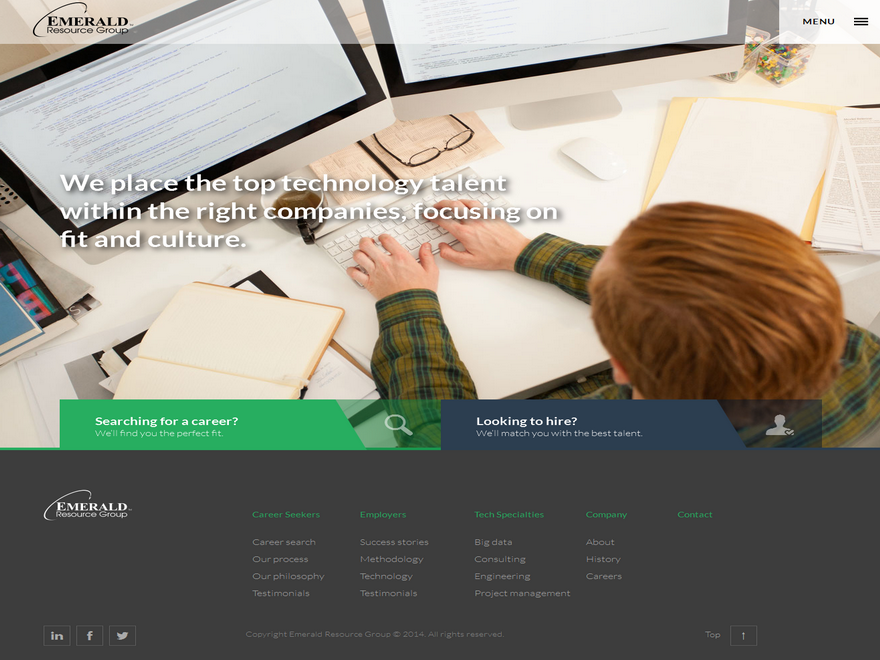 EMERALD
Resource Group
MENU
We place the top technology talent
within the right companies, focusing on
fit and culture.
Searching for a career?
We'll find you the perfect fit.
Looking to hire?
We'll match you with the best talent.
EMERALD
Resource Group
Career Seekers
Career search
Our process
Our philosophy
Testimonials
Employers
Success stories
Methodology
Technology
Testimonials
Tech Specialties
Big data
Consulting
Engineering
Project management
Company
About
History
Careers
Contact
in f
Copyright Emerald Resource Group © 2014. All rights reserved.
Top ↑